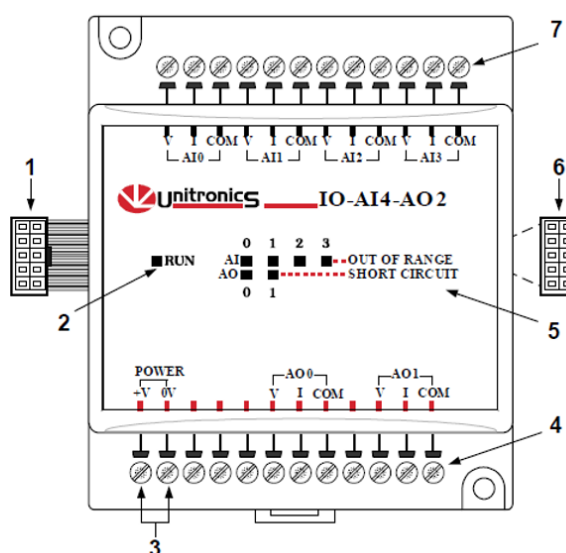 7
V I COM V I COM V I COM V I COM
AI0 AI1 AI2 AI3
1
6
UnitronicS IO-AI4-AO2
0 1 2 3
RUN AI OUT OF RANGE
AO SHORT CIRCUIT
0 1
2
5
POWER AO0 AO1
+V 0V V I COM V I COM
4
3